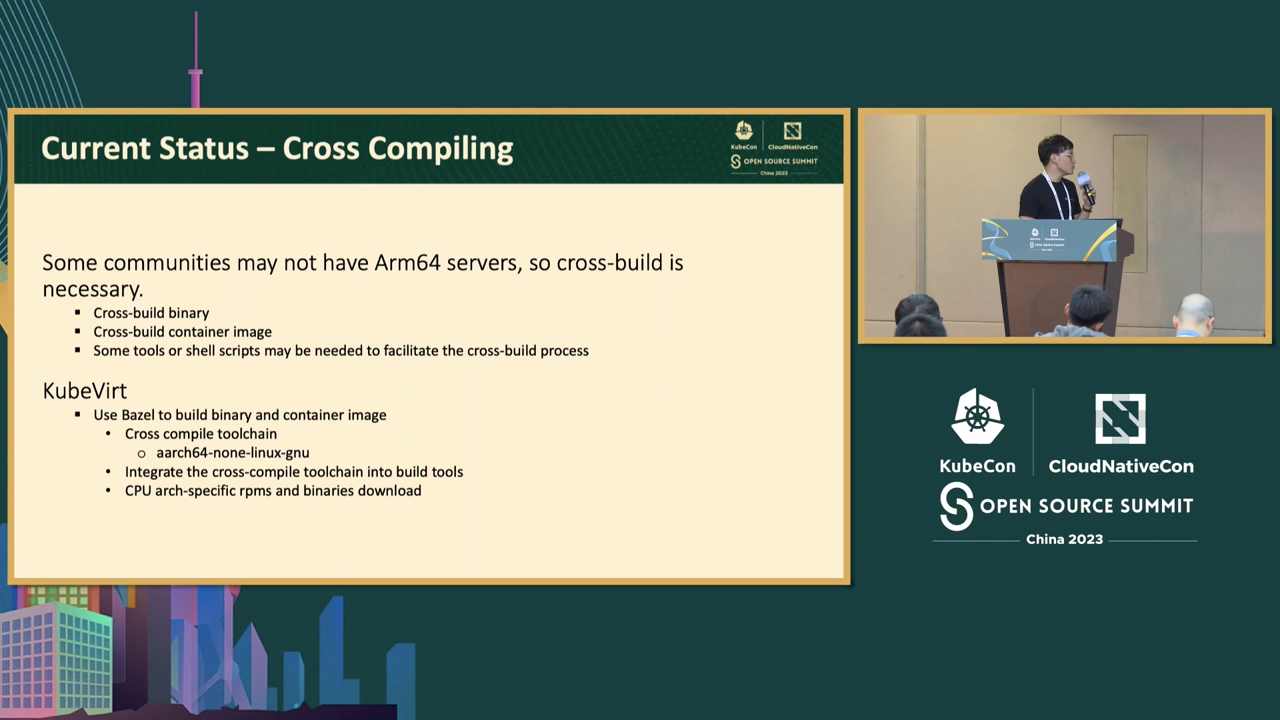 Current Status – Cross Compiling
KubeCon
CloudNativeCon
OPEN SOURCE SUMMIT
China 2023
Some communities may not have Arm64 servers, so cross-build is
necessary.
▪ Cross-build binary
▪ Cross-build container image
▪ Some tools or shell scripts may be needed to facilitate the cross-build process
KubeVirt
▪ Use Bazel to build binary and container image
• Cross compile toolchain
o aarch64-none-linux-gnu
• Integrate the cross-compile toolchain into build tools
• CPU arch-specific rpms and binaries download
KubeCon
CloudNativeCon
OPEN SOURCE SUMMIT
China 2023